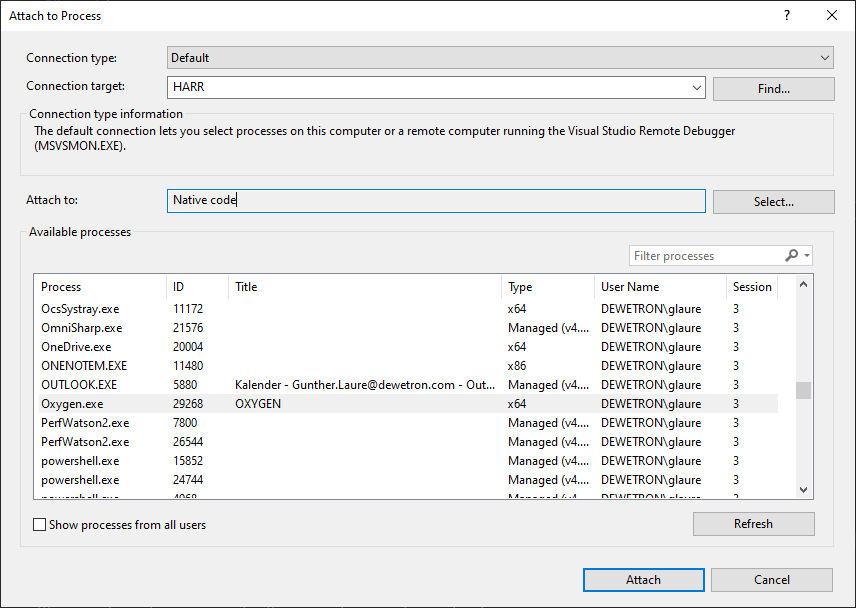 Attach to Process
?
Connection type:
Default
Connection target:
HARR
Find...
Connection type information
The default connection lets you select processes on this computer or a remote computer running the Visual Studio Remote Debugger
(MSVSMON.EXE).
Attach to:
Native code
Select...
Available processes
Filter processes
Process ID Title Type User Name Session
OcsSystray.exe 11172 x64 DEWETRON\glaure 3
OmniSharp.exe 21576 Managed (v4.... DEWETRON\glaure 3
OneDrive.exe 20004 x64 DEWETRON\glaure 3
ONENOTEM.EXE 11480 x86 DEWETRON\glaure 3
OUTLOOK.EXE 5880 Kalender - Gunther.Laure@dewetron.com - Out... Managed (v4.... DEWETRON\glaure 3
Oxygen.exe 29268 OXYGEN x64 DEWETRON\glaure 3
PerfWatson2.exe 7800 Managed (v4.... DEWETRON\glaure 3
PerfWatson2.exe 26544 Managed (v4.... DEWETRON\glaure 3
powershell.exe 15852 Managed (v4.... DEWETRON\glaure 3
powershell.exe 24744 Managed (v4.... DEWETRON\glaure 3
Show processes from all users
Refresh
Attach
Cancel